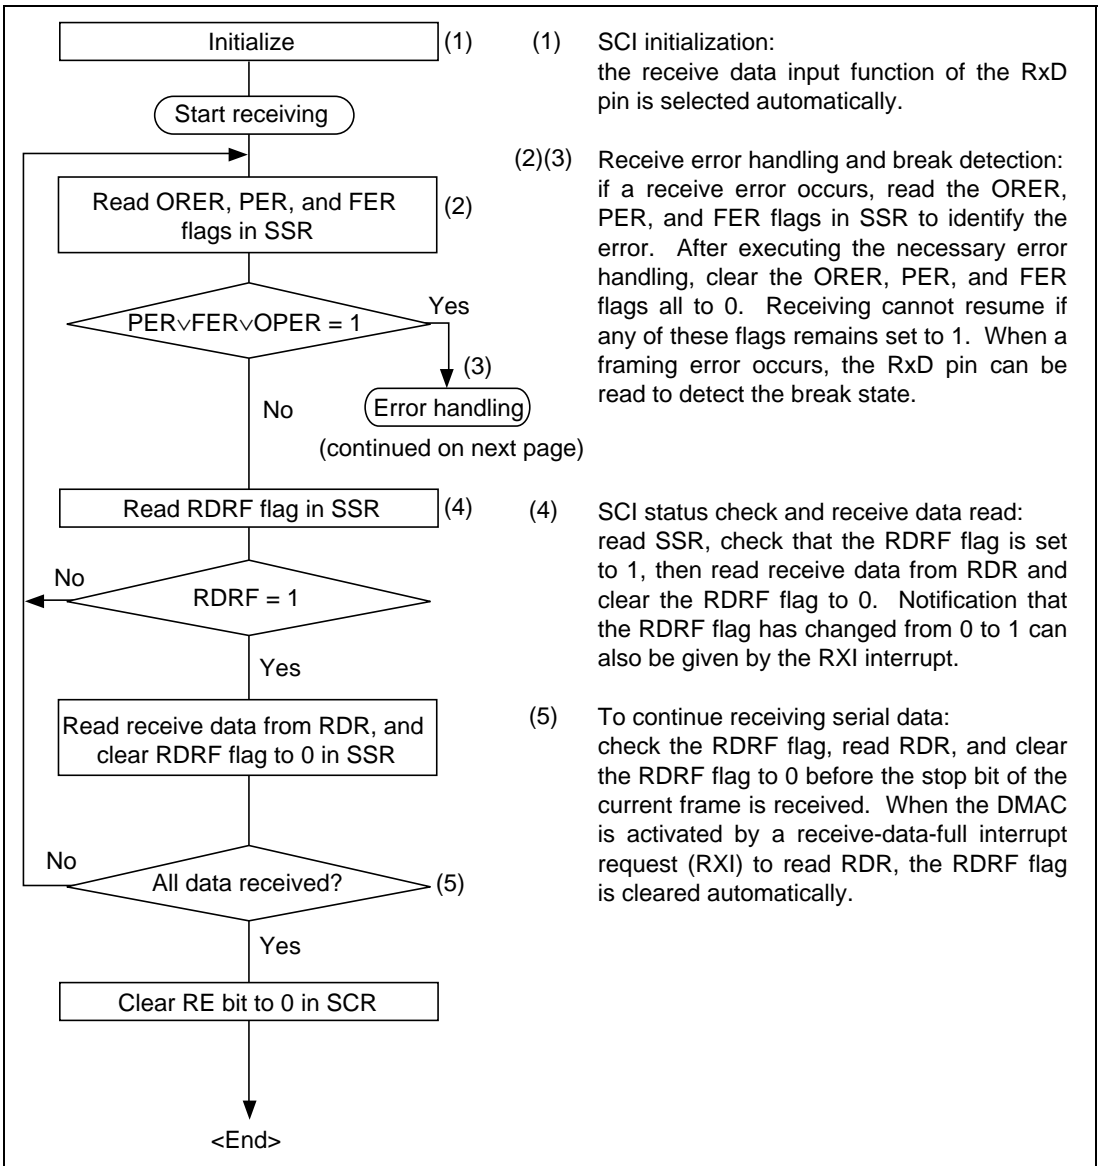 Initialize
(1)
Start receiving
Read ORER, PER, and FER
flags in SSR
(2)
PER∨FER∨OPER = 1
Yes
(3)
No
Error handling
(continued on next page)
Read RDRF flag in SSR
(4)
No
RDRF = 1
Yes
Read receive data from RDR, and
clear RDRF flag to 0 in SSR
No
All data received?
(5)
Yes
Clear RE bit to 0 in SCR
<End>
(1) SCI initialization:
the receive data input function of the RxD
pin is selected automatically.
(2)(3) Receive error handling and break detection:
if a receive error occurs, read the ORER,
PER, and FER flags in SSR to identify the
error. After executing the necessary error
handling, clear the ORER, PER, and FER
flags all to 0. Receiving cannot resume if
any of these flags remains set to 1. When a
framing error occurs, the RxD pin can be
read to detect the break state.
(4) SCI status check and receive data read:
read SSR, check that the RDRF flag is set
to 1, then read receive data from RDR and
clear the RDRF flag to 0. Notification that
the RDRF flag has changed from 0 to 1 can
also be given by the RXI interrupt.
(5) To continue receiving serial data:
check the RDRF flag, read RDR, and clear
the RDRF flag to 0 before the stop bit of the
current frame is received. When the DMAC
is activated by a receive-data-full interrupt
request (RXI) to read RDR, the RDRF flag
is cleared automatically.